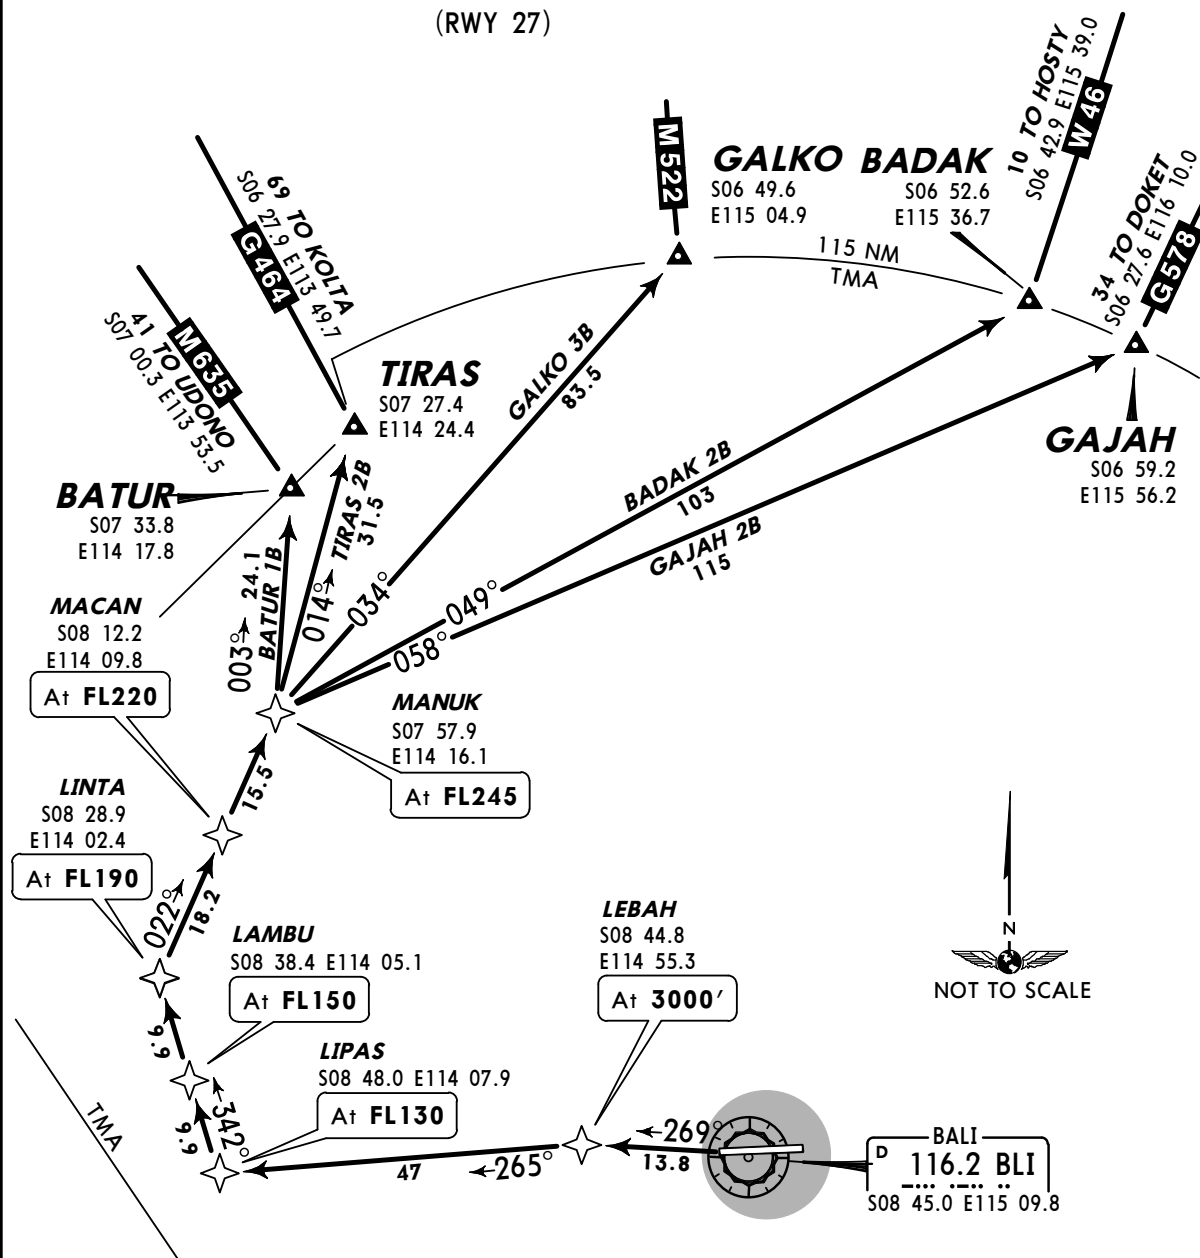 (RWY 27)
10 TO HOSTY
S06 42.9 E115 39.0
W 46
M 522
GALKO
S06 49.6
E115 04.9
BADAK
S06 52.6
E115 36.7
34 TO DOKET
S06 27.6 E116 10.0
G 578
69 TO KOLTA
S06 27.9 E113 49.7
G 464
115 NM
TMA
41 TO UDONO
S07 00.3 E113 53.5
M 635
TIRAS
S07 27.4
E114 24.4
GALKO 3B
83.5
GAJAH
S06 59.2
E115 56.2
BATUR
S07 33.8
E114 17.8
BADAK 2B
103
GAJAH 2B
115
TIRAS 2B
31.5
014°
24.1
BATUR 1B
003°
034°
049°
058°
MACAN
S08 12.2
E114 09.8
At FL220
MANUK
S07 57.9
E114 16.1
At FL245
15.5
LINTA
S08 28.9
E114 02.4
At FL190
022°
18.2
LAMBU
S08 38.4 E114 05.1
At FL150
LEBAH
S08 44.8
E114 55.3
At 3000'
N
NOT TO SCALE
9.9
LIPAS
S08 48.0 E114 07.9
At FL130
342°
9.9
TMA
269°
13.8
265°
47
BALI
D 116.2 BLI
S08 45.0 E115 09.8